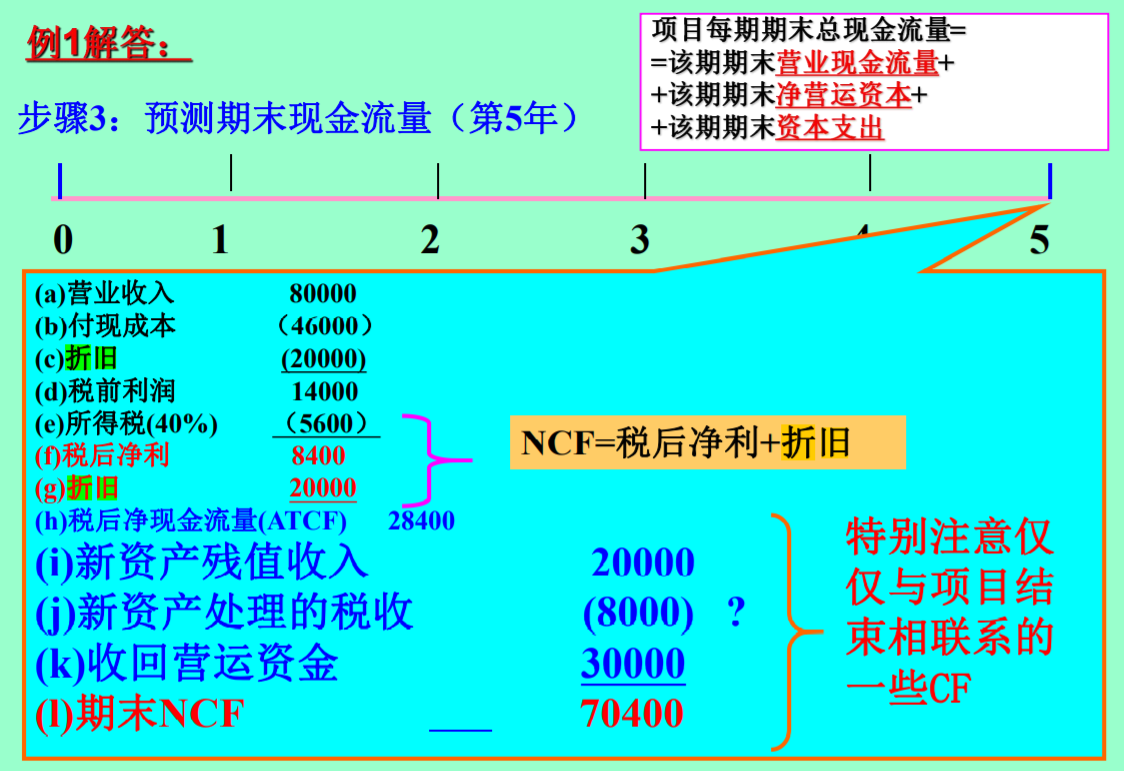 例1解答：
项目每期期末总现金流量=
=该期期末营业现金流量+
+该期期末净营运资本+
+该期期末资本支出
步骤3：预测期末现金流量（第5年）
0 1 2 3 4 5
(a)营业收入 80000
(b)付现成本 （46000）
(c)折旧 (20000)
(d)税前利润 14000
(e)所得税(40%) （5600）
(f)税后净利 8400
(g)折旧 20000
NCF=税后净利+折旧
(h)税后净现金流量(ATCF) 28400
(i)新资产残值收入 20000
(j)新资产处理的税收 (8000) ?
(k)收回营运资金 30000
(l)期末NCF 70400
特别注意仅
仅与项目结
束相联系的
一些CF